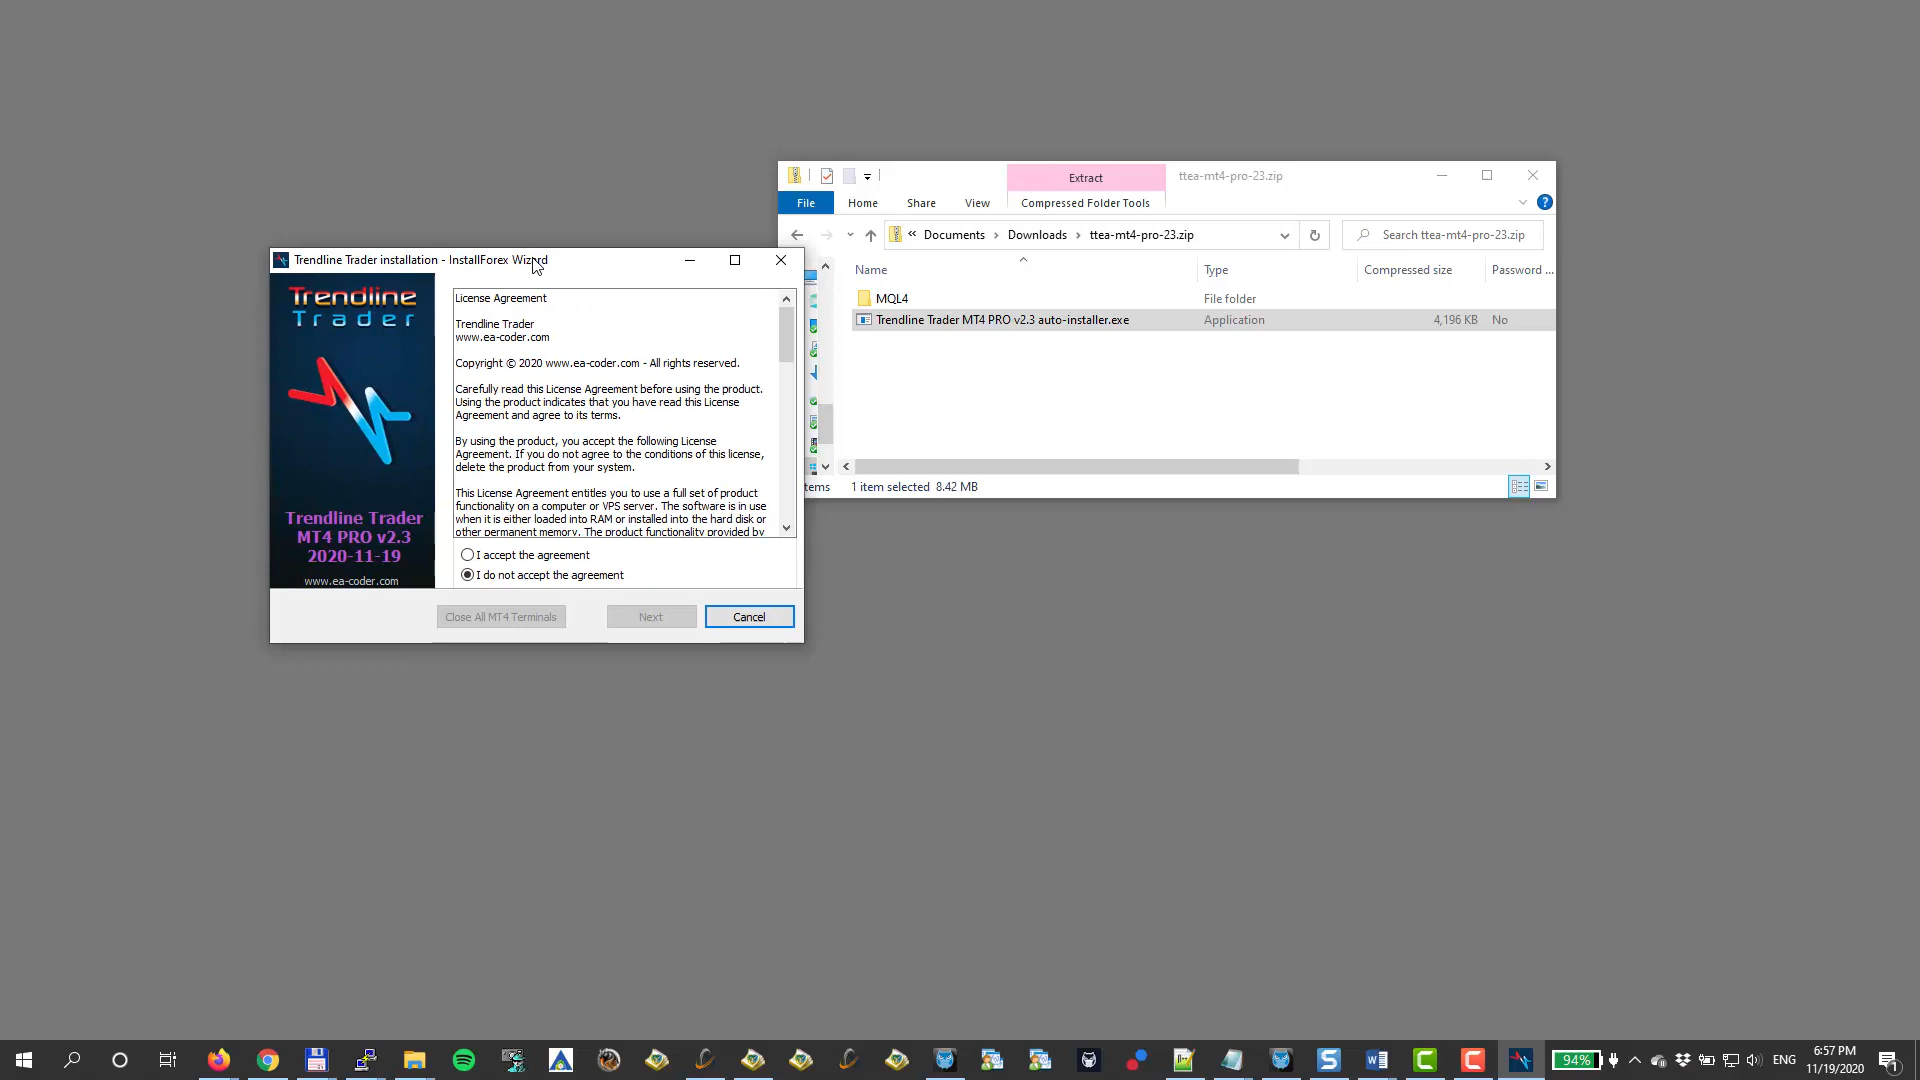 Extract
ttea-mt4-pro-23.zip
File
Home
Share
View
Compressed Folder Tools
« Documents › Downloads › ttea-mt4-pro-23.zip
Search ttea-mt4-pro-23.zip
Name
Type
Compressed size
Password ...
MQL4
File folder
Trendline Trader MT4 PRO v2.3 auto-installer.exe
Application
4,196 KB
No
tems
1 item selected 8.42 MB
Trendline Trader installation - InstallForex Wizard
Trendline
Trader
Trendline Trader
MT4 PRO v2.3
2020-11-19
www.ea-coder.com
License Agreement
Trendline Trader
www.ea-coder.com
Copyright © 2020 www.ea-coder.com - All rights reserved.
Carefully read this License Agreement before using the product.
Using the product indicates that you have read this License
Agreement and agree to its terms.
By using the product, you accept the following License
Agreement. If you do not agree to the conditions of this license,
delete the product from your system.
This License Agreement entitles you to use a full set of product
functionality on a computer or VPS server. The software is in use
when it is either loaded into RAM or installed into the hard disk or
other permanent memory. The product functionality provided by
I accept the agreement
I do not accept the agreement
Close All MT4 Terminals
Next
Cancel
94%
ENG
6:57 PM
11/19/2020
1